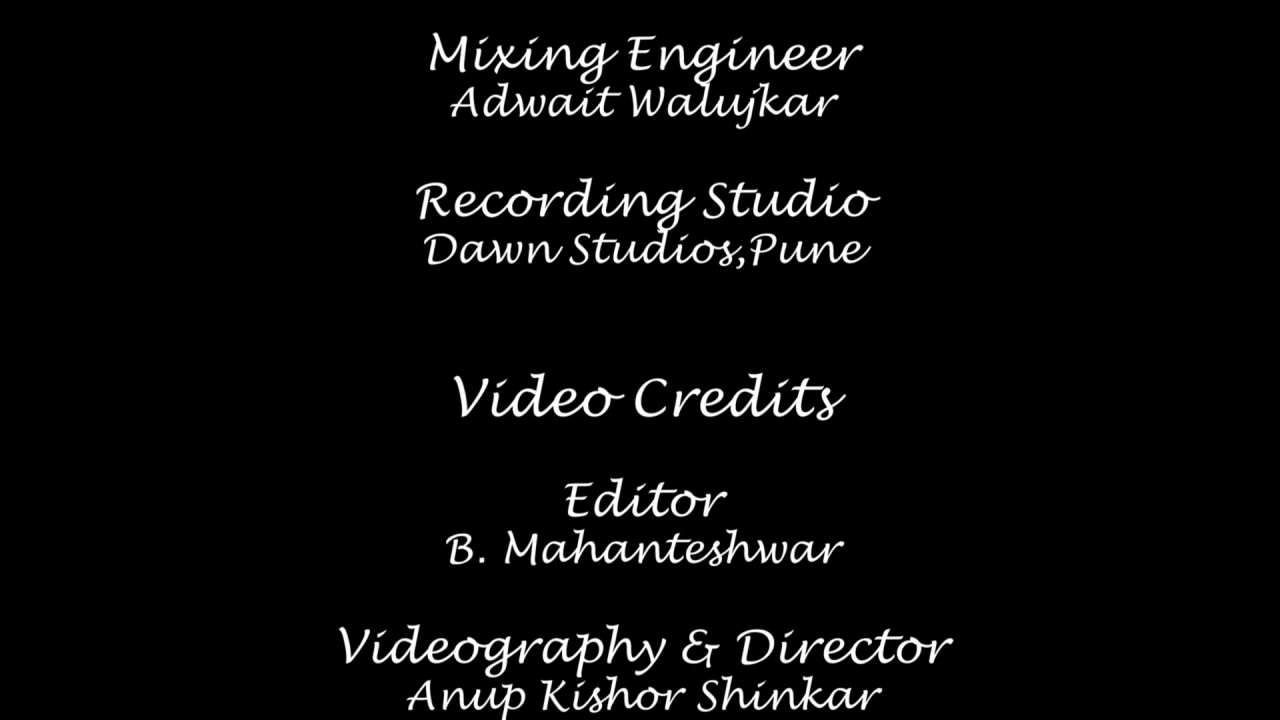 Mixing Engineer
Adwait Walujkar
Recording Studio
Dawn Studios,Pune
Video Credits
Editor
B. Mahanteshwar
Videography & Director
Anup Kishor Shinkar